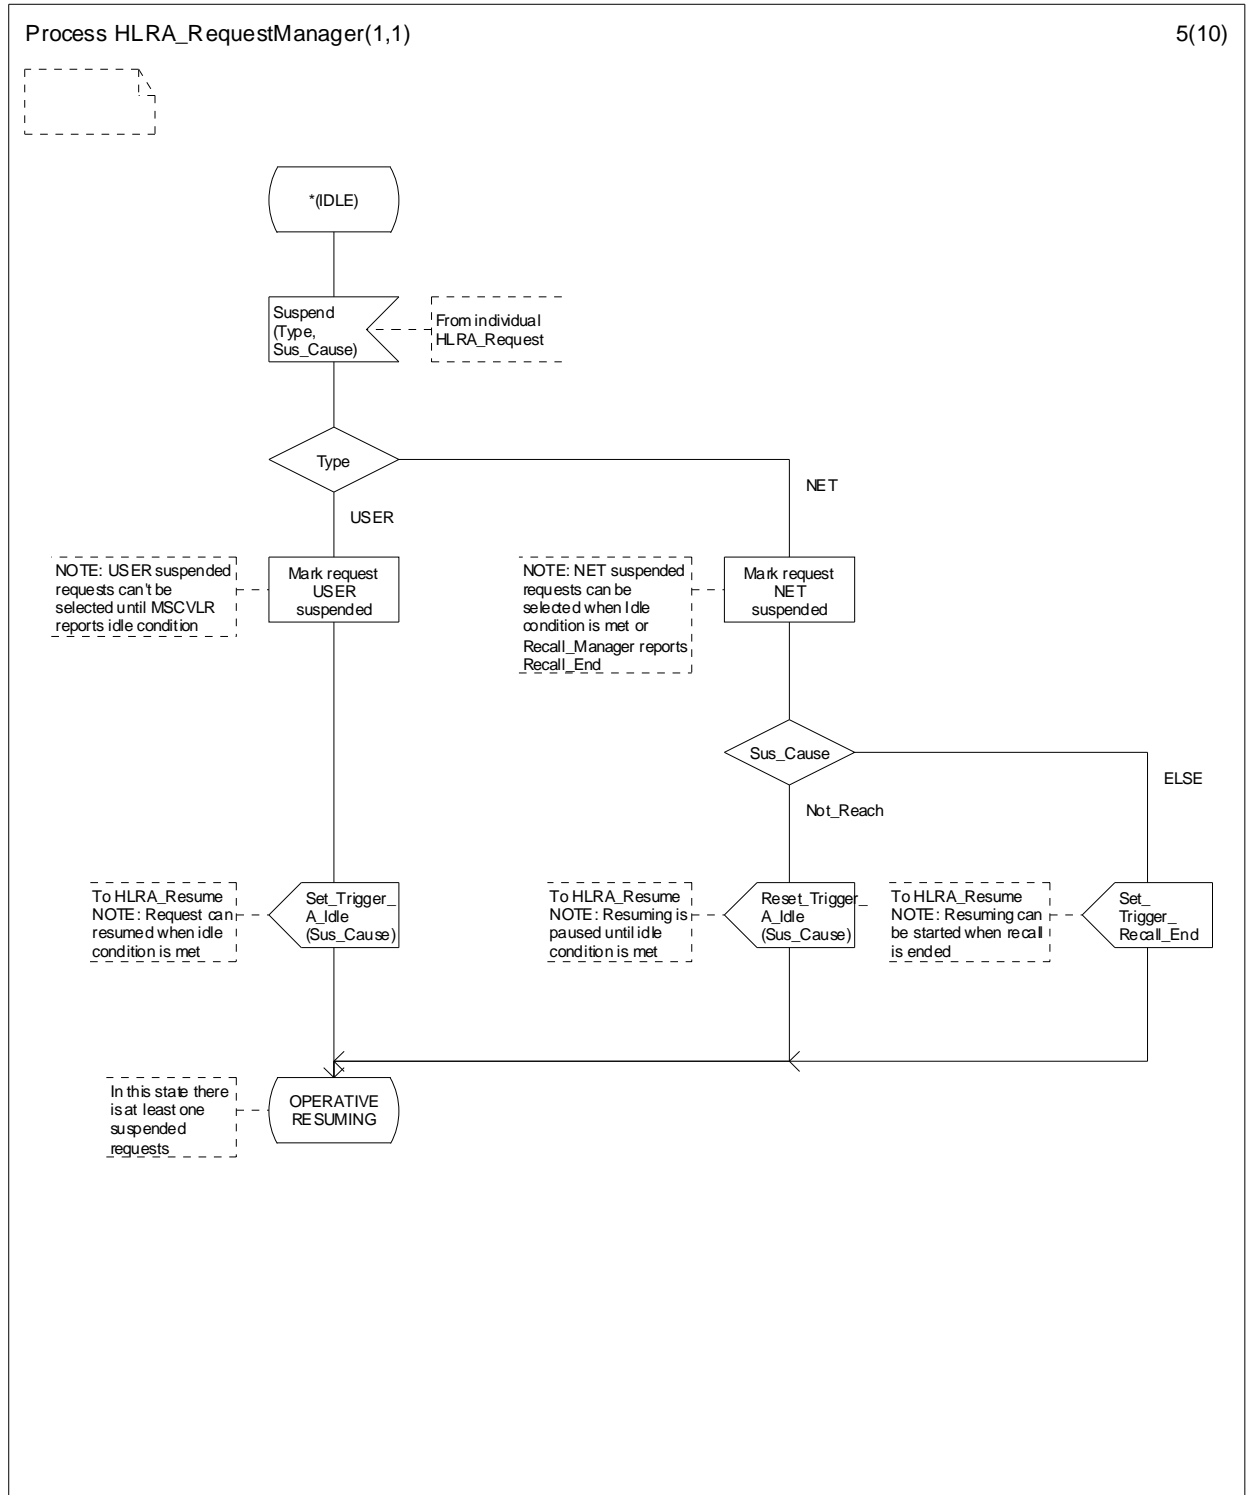 Process HLRA_RequestManager(1,1)
5(10)
*(IDLE)
Suspend
(Type,
Sus_Cause)
From individual
HLRA_Request
Type
NET
USER
NOTE: USER suspended
requests can't be
selected until MSCVLR
reports idle condition
Mark request
USER
suspended
NOTE: NET suspended
requests can be
selected when Idle
condition is met or
Recall_Manager reports
Recall_End
Mark request
NET
suspended
Sus_Cause
ELSE
Not_Reach
To HLRA_Resume
NOTE: Request can
resumed when idle
condition is met
Set_Trigger_
A_Idle
(Sus_Cause)
To HLRA_Resume
NOTE: Resuming is
paused until idle
condition is met
Reset_Trigger_
A_Idle
(Sus_Cause)
To HLRA_Resume
NOTE: Resuming can
be started when recall
is ended
Set_
Trigger_
Recall_End
In this state there
is at least one
suspended
requests
OPERATIVE
RESUMING